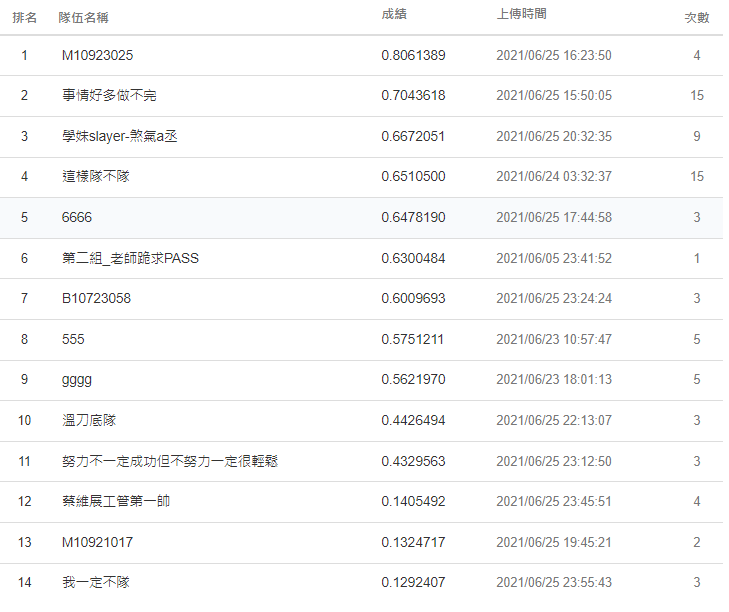 排名 隊伍名稱 成績 上傳時間 次數
1 M10923025 0.8061389 2021/06/25 16:23:50 4
2 事情好多做不完 0.7043618 2021/06/25 15:50:05 15
3 學妹slayer-煞氣a丞 0.6672051 2021/06/25 20:32:35 9
4 這樣隊不隊 0.6510500 2021/06/24 03:32:37 15
5 6666 0.6478190 2021/06/25 17:44:58 3
6 第二組_老師跪求PASS 0.6300484 2021/06/05 23:41:52 1
7 B10723058 0.6009693 2021/06/25 23:24:24 3
8 555 0.5751211 2021/06/23 10:57:47 5
9 gggg 0.5621970 2021/06/23 18:01:13 5
10 溫刀底隊 0.4426494 2021/06/25 22:13:07 3
11 努力不一定成功但不努力一定很輕鬆 0.4329563 2021/06/25 23:12:50 3
12 蔡維展工管第一帥 0.1405492 2021/06/25 23:45:51 4
13 M10921017 0.1324717 2021/06/25 19:45:21 2
14 我一定不隊 0.1292407 2021/06/25 23:55:43 3